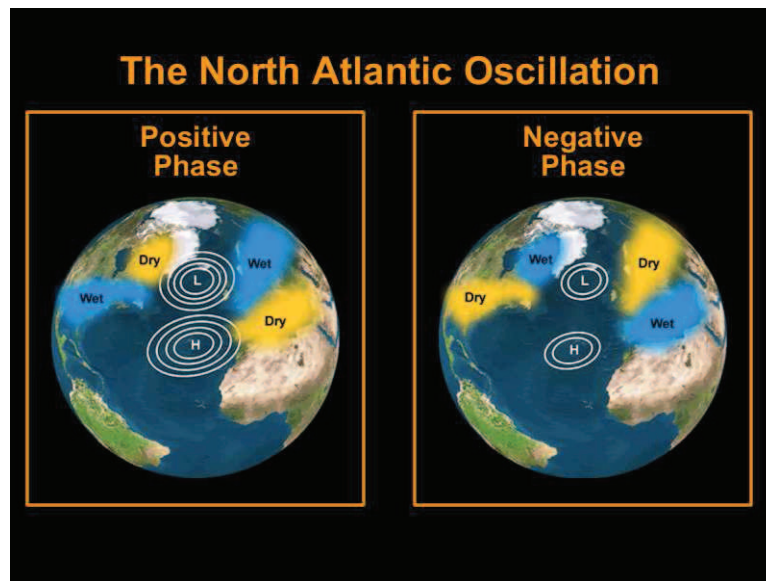 The North Atlantic Oscillation
Positive
Phase
Dry
Wet
L
Wet
H
Dry
Negative
Phase
Wet
Dry
L
Dry
H
Wet